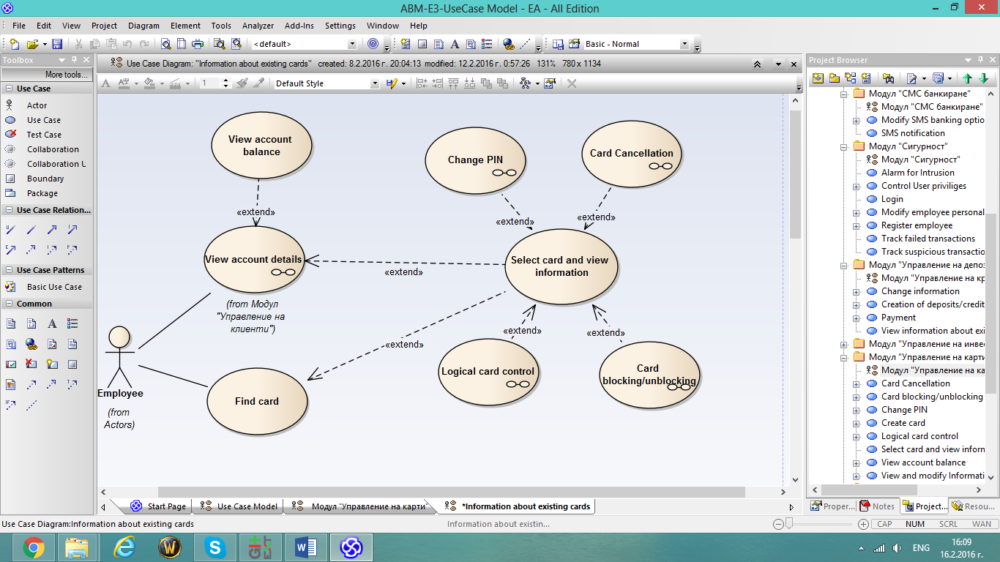 ABM-E3-UseCase Model - EA - All Edition
File Edit View Project Diagram Element Tools Analyzer Add-Ins Settings Window Help
<default>
Basic - Normal
Toolbox
More tools...
Use Case
Actor
Use Case
Test Case
Collaboration
Collaboration U
Boundary
Package
Use Case Relation...
Use Case Patterns
Basic Use Case
Common
Use Case Diagram: "Information about existing cards" created: 8.2.2016 г. 20:04:13 modified: 12.2.2016 г. 0:57:26 131% 780 x 1134
1
Default Style
View account
balance
Change PIN
Card Cancellation
«extend»
«extend»
«extend»
View account details
Select card and view
information
«extend»
(from Модул
"Управление на
клиенти")
«extend»
«extend»
«extend»
Logical card control
Card
blocking/unblocking
Find card
Employee
(from
Actors)
Start Page
Use Case Model
Модул "Управление на карти"
*Information about existing cards
Project Browser
Модул "СМС банкиране"
Модул "СМС банкиране"
Modify SMS banking optio
SMS notification
Модул "Сигурност"
Модул "Сигурност"
Alarm for Intrusion
Control User priviliges
Login
Modify employee personal
Register employee
Track failed transactions
Track suspicious transactio
Модул "Управление на депоз
Модул "Управление на кр
Change information
Creation of deposits/credit
Payment
View information about exi
Модул "Управление на инве
Модул "Управление на карти
Модул "Управление на ка
Card Cancellation
Card blocking/unblocking
Change PIN
Create card
Logical card control
Select card and view inforn
View account balance
View and modify Informati
Proper... Notes Project... Resou...
Use Case Diagram:Information about existing cards
Information about existin...
CAP NUM SCRL WAN
ENG
16:09
16.2.2016 г.